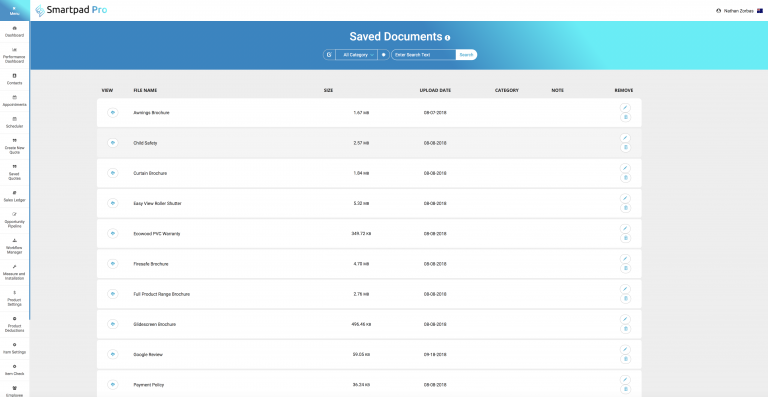 Menu
Smartpad Pro
Nathan Zorbas
Dashboard
Performance
Dashboard
Contacts
Appointments
Scheduler
Create New
Quote
Saved
Quotes
Sales Ledger
Opportunity
Pipeline
Workflow
Manager
Measure and
Installation
Product
Settings
Product
Deductions
Item Settings
Item Check
Employee
Saved Documents
All Category
Enter Search Text
Search
VIEW FILE NAME SIZE UPLOAD DATE CATEGORY NOTE REMOVE
Awnings Brochure 1.67 MB 08-07-2018
Child Safety 2.57 MB 08-08-2018
Curtain Brochure 1.84 MB 08-08-2018
Easy View Roller Shutter 5.32 MB 08-08-2018
Ecowood PVC Warranty 349.72 KB 08-08-2018
Firesafe Brochure 4.70 MB 08-08-2018
Full Product Range Brochure 2.76 MB 08-08-2018
Glidescreen Brochure 496.46 KB 08-08-2018
Google Review 59.05 KB 09-18-2018
Payment Policy 36.24 KB 08-08-2018